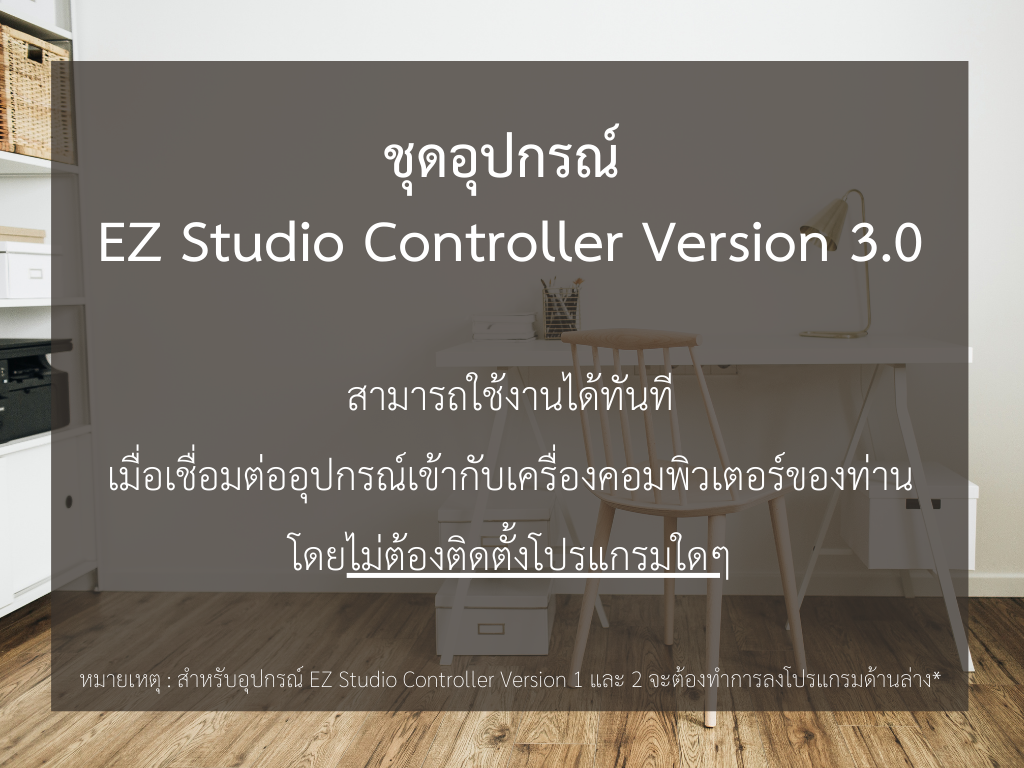 ชุดอุปกรณ์
EZ Studio Controller Version 3.0
สามารถใช้งานได้ทันที
เมื่อเชื่อมต่ออุปกรณ์เข้ากับเครื่องคอมพิวเตอร์ของท่าน
โดยไม่ต้องติดตั้งโปรแกรมใดๆ
หมายเหตุ : สำหรับอุปกรณ์ EZ Studio Controller Version 1 และ 2 จะต้องทำการลงโปรแกรมด้านล่าง*